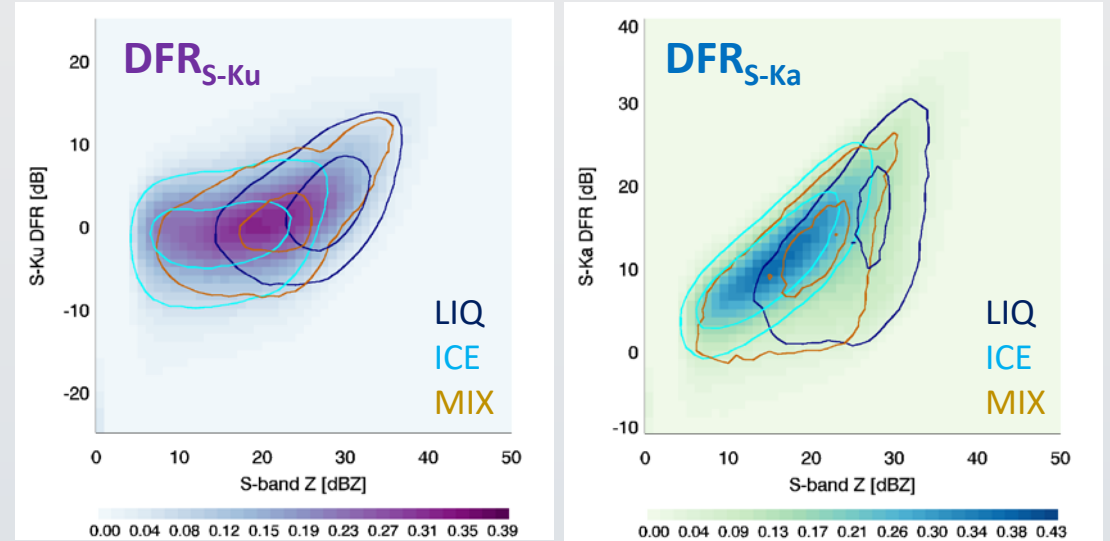 DFR S-Ku
S-Ku DFR [dB]
20
10
0
-10
-20
LIQ
ICE
MIX
0 10 20 30 40 50
S-band Z [dBZ]
0.00 0.04 0.08 0.12 0.15 0.19 0.23 0.27 0.31 0.35 0.39
DFR S-Ka
S-Ka DFR [dB]
40
30
20
10
0
-10
LIQ
ICE
MIX
0 10 20 30 40 50
S-band Z [dBZ]
0.00 0.04 0.09 0.13 0.17 0.21 0.26 0.30 0.34 0.38 0.43